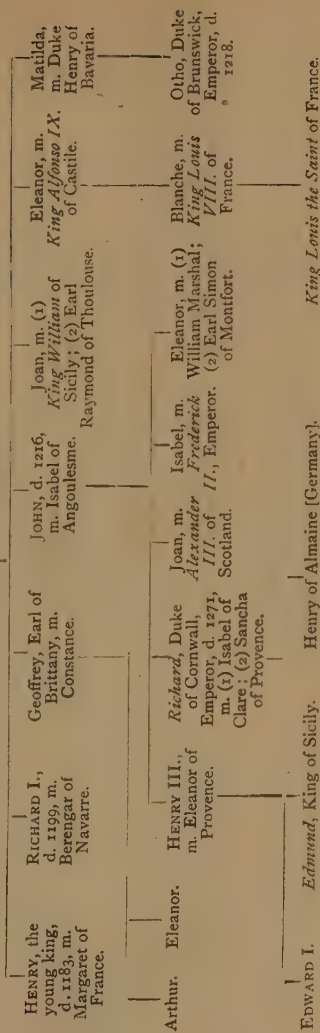 HENRY, the
young king,
d. 1183, m.
Margaret of
France.
RICHARD I.,
d. 1199, m.
Berengar of
Navarre.
Geoffrey, Earl of
Brittany, m.
Constance.
JOHN, d. 1216,
m. Isabel of
Angoulesme.
Joan, m. (1)
King William of
Sicily; (2) Earl
Raymond of Thoulouse.
Eleanor, m.
King Alfonso IX.
of Castile.
Matilda,
m. Duke
Henry of
Bavaria.
Arthur.
Eleanor.
HENRY III.,
m. Eleanor of
Provence.
Richard, Duke
of Cornwall,
Emperor, d. 1271,
m. (1) Isabel of
Clare; (2) Sancha
of Provence.
Joan, m.
Alexander
III. of
Scotland.
Isabel, m.
Frederick
II., Emperor.
Eleanor, m. (1)
William Marshal;
(2) Earl Simon
of Montfort.
Blanche, m.
King Louis
VIII. of
France.
Otho, Duke
of Brunswick,
Emperor, d.
1218.
EDWARD I.
Edmund, King of Sicily.
Henry of Almaine [Germany].
King Louis the Saint of France.